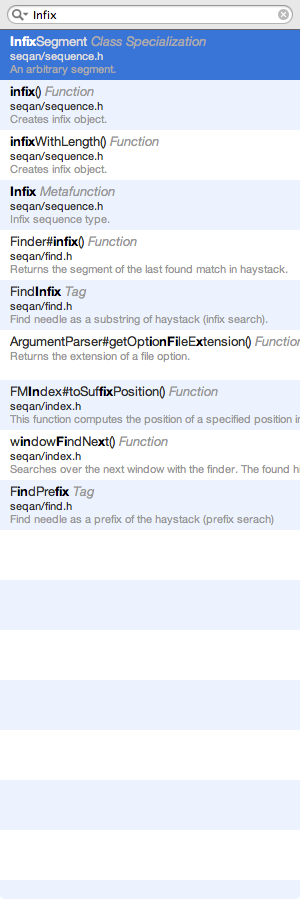 Infix
InfixSegment Class Specialization
seqan/sequence.h
An arbitrary segment.
infix() Function
seqan/sequence.h
Creates infix object.
infixWithLength() Function
seqan/sequence.h
Creates infix object.
Infix Metafunction
seqan/sequence.h
Infix sequence type.
Finder#infix() Function
seqan/find.h
Returns the segment of the last found match in haystack.
FindInfix Tag
seqan/find.h
Find needle as a substring of haystack (infix search).
ArgumentParser#getOptionFileExtension() Function
Returns the extension of a file option.
FMIndex#toSuffixPosition() Function
seqan/index.h
This function computes the position of a specified position in
windowFindNext() Function
seqan/index.h
Searches over the next window with the finder. The found hi
FindPrefix Tag
seqan/find.h
Find needle as a prefix of the haystack (prefix serach)